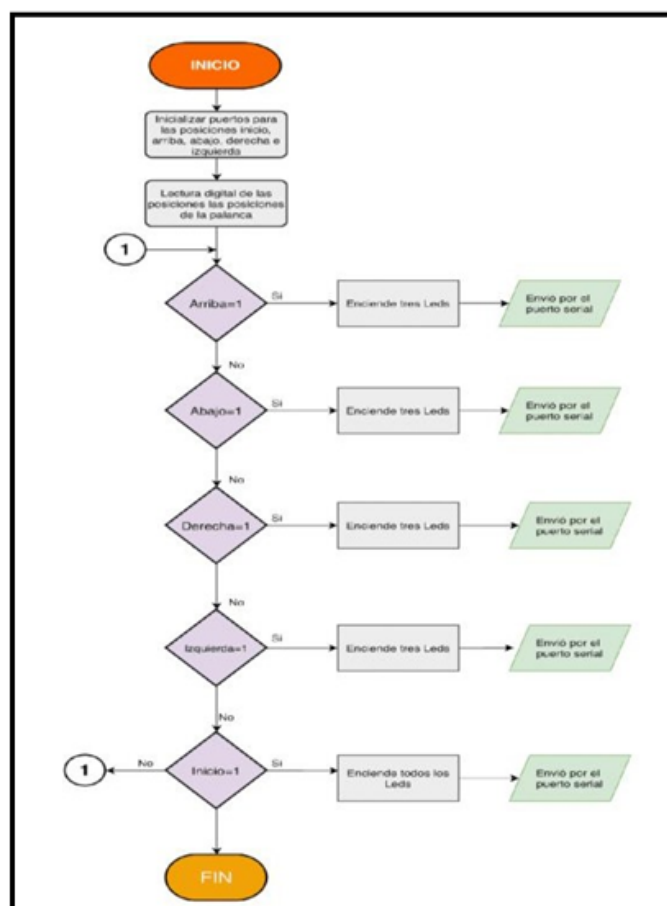 INICIO
Inicializar puertos para
las posiciones inicio,
arriba, abajo, derecha e
izquierda
Lectura digital de las
posiciones las posiciones
de la palanca
1
Arriba=1
Si
Enciende tres Leds
Envió por el
puerto serial
No
Abajo=1
Si
Enciende tres Leds
Envió por el
puerto serial
No
Derecha=1
Si
Enciende tres Leds
Envió por el
puerto serial
No
Izquierda=1
Si
Enciende tres Leds
Envió por el
puerto serial
No
1
No
Inicio=1
Si
Enciende todos los
Leds
Envió por el
puerto serial
FIN